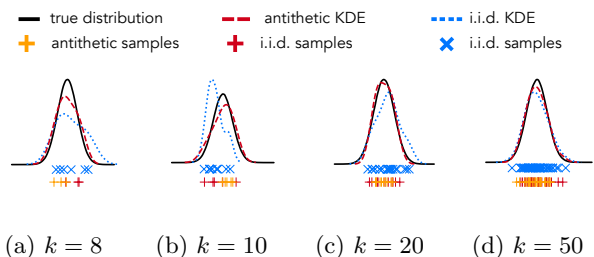 true distribution antithetic KDE i.i.d. KDE
antithetic samples i.i.d. samples i.i.d. samples
(a) k = 8 (b) k = 10 (c) k = 20 (d) k = 50